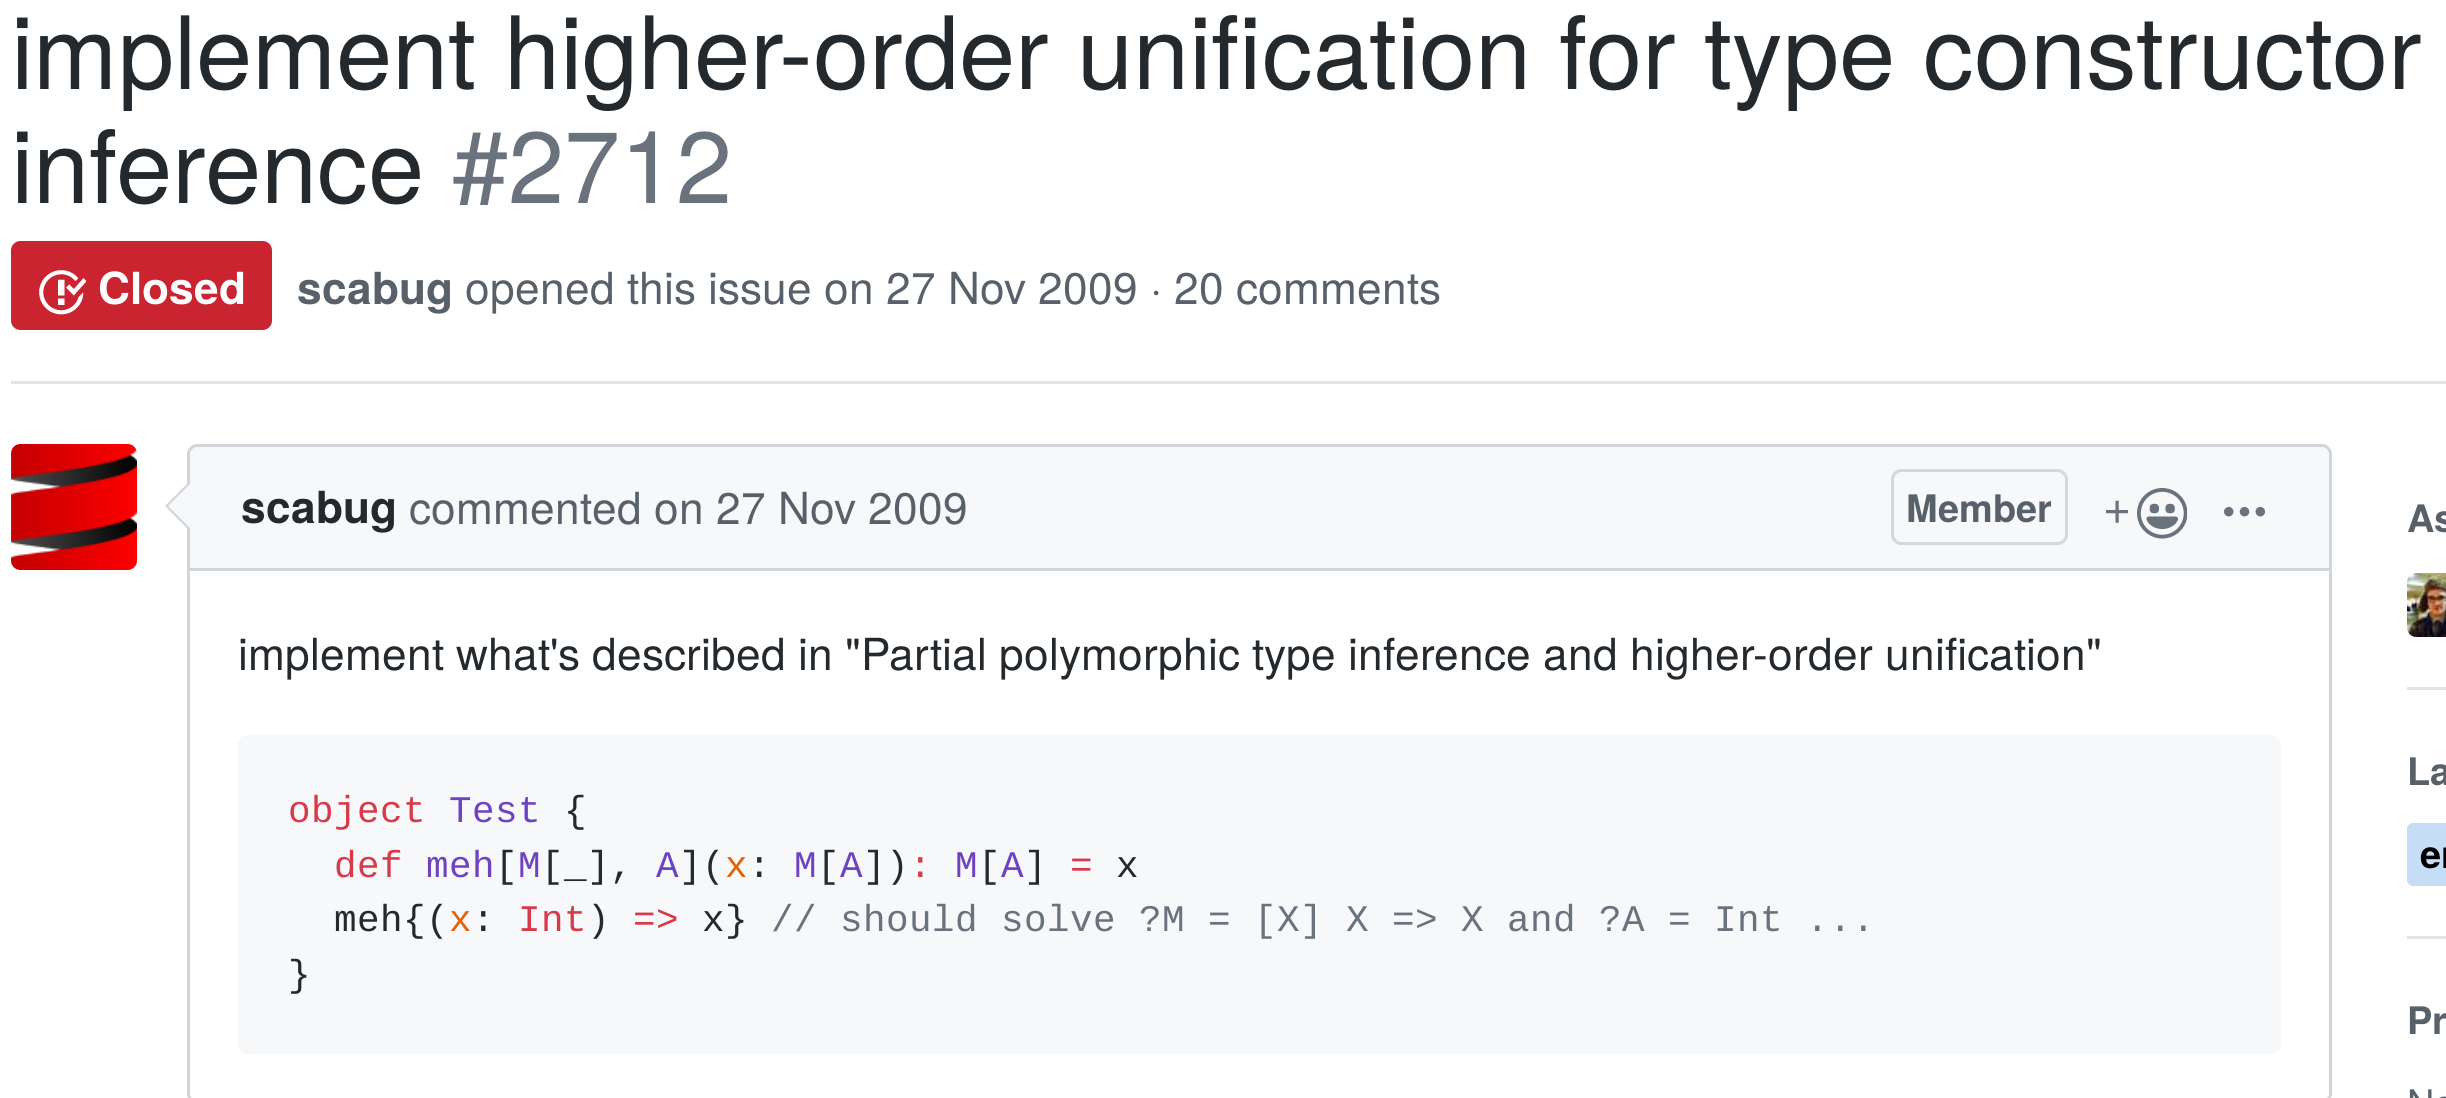 implement higher-order unification for type constructor
inference #2712
Closed scabug opened this issue on 27 Nov 2009 · 20 comments
scabug commented on 27 Nov 2009 Member +
implement what's described in "Partial polymorphic type inference and higher-order unification"
object Test {
def meh[M[_], A](x: M[A]): M[A] = x
meh{(x: Int) => x} // should solve ?M = [X] X => X and ?A = Int ...
}
As
La
Pr